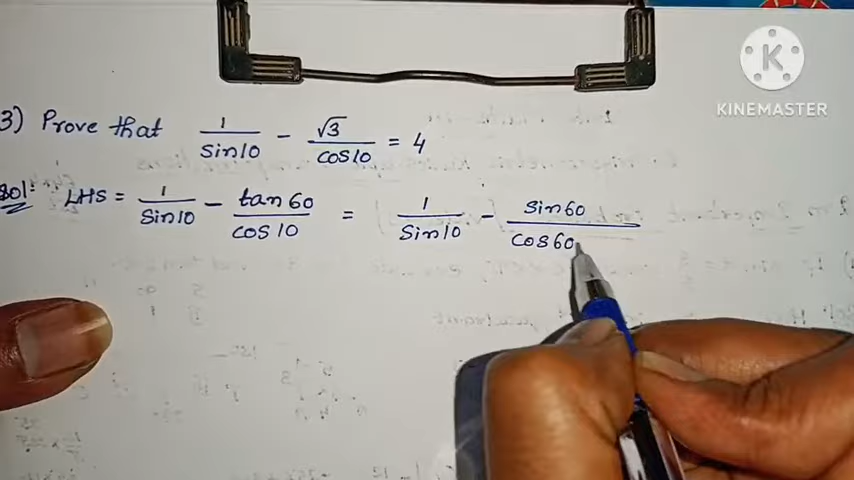 KINEMASTER
3) Prove that 1/sin10 - √3/cos10 = 4
Sol: LHS = 1/sin10 - tan60/cos10 = 1/sin10 - sin60/cos60